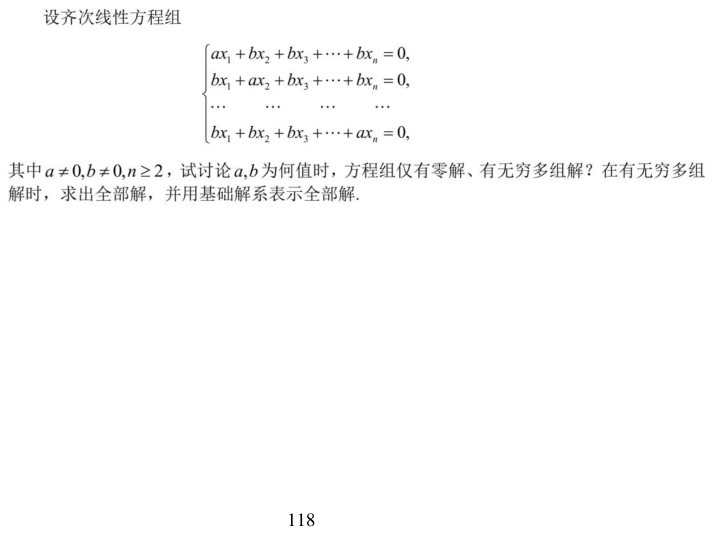 设齐次线性方程组
ax₁ + bx₂ + bx₃ + ⋯ + bxₙ = 0,
bx₁ + ax₂ + bx₃ + ⋯ + bxₙ = 0,
⋯ ⋯ ⋯ ⋯
bx₁ + bx₂ + bx₃ + ⋯ + axₙ = 0,
其中 a ≠ 0, b ≠ 0, n ≥ 2，试讨论 a, b 为何值时，方程组仅有零解、有无穷多组解？在有无穷多组
解时，求出全部解，并用基础解系表示全部解.
118